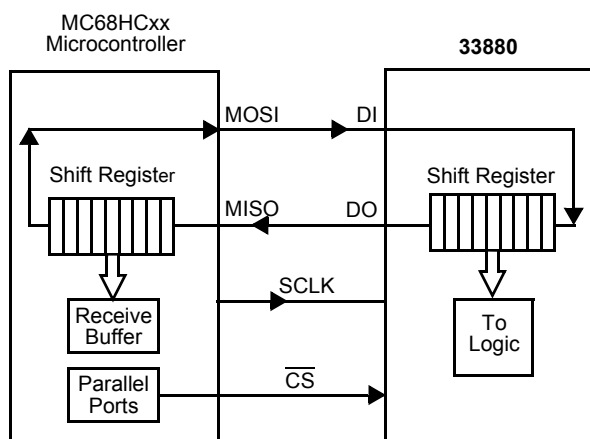 MC68HCxx
Microcontroller
33880
MOSI
DI
Shift Register
Shift Register
MISO
DO
SCLK
Receive
Buffer
To
Logic
Parallel
Ports
CS